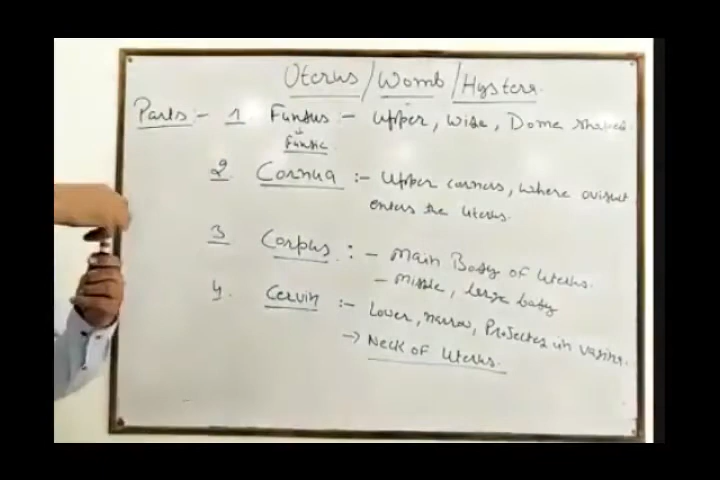 Uterus / Womb / Hystera.
Parts :- 1. Fundus :- Upper, Wide, Dome shaped.
Fundic
2. Cornua :- Upper corners, where oviduct
enters the Uterus.
3 Corpus : - Main Body of Uterus.
- Middle, large body
4. Cervix :- Lower, narrow, Projected in vagina.
→ Neck of Uterus.